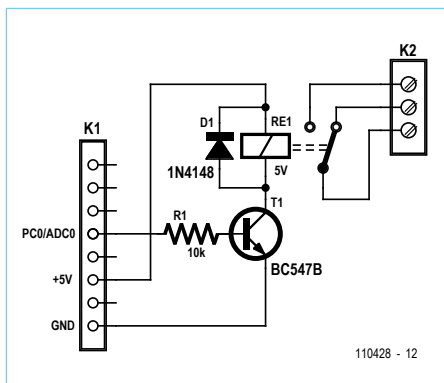 K2
K1
D1
RE1
1N4148
5V
T1
PC0/ADC0
R1
10k
+5V
BC547B
GND
110428 - 12